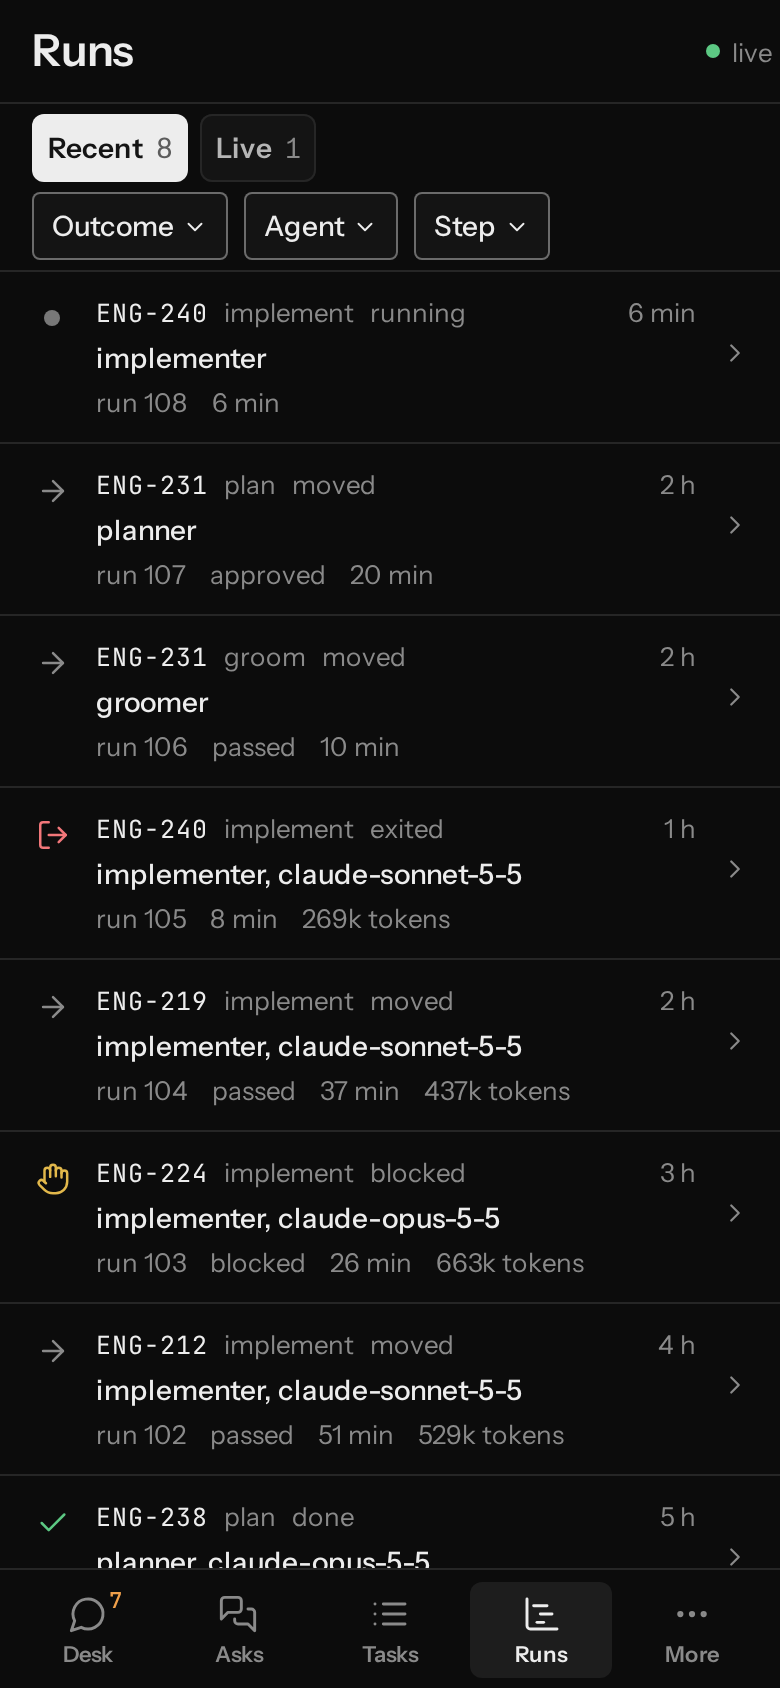 Runs live
Recent 8 Live 1
Outcome Agent Step
ENG-240 implement running 6 min
implementer
run 108 6 min
ENG-231 plan moved 2 h
planner
run 107 approved 20 min
ENG-231 groom moved 2 h
groomer
run 106 passed 10 min
ENG-240 implement exited 1 h
implementer, claude-sonnet-5-5
run 105 8 min 269k tokens
ENG-219 implement moved 2 h
implementer, claude-sonnet-5-5
run 104 passed 37 min 437k tokens
ENG-224 implement blocked 3 h
implementer, claude-opus-5-5
run 103 blocked 26 min 663k tokens
ENG-212 implement moved 4 h
implementer, claude-sonnet-5-5
run 102 passed 51 min 529k tokens
ENG-238 plan done 5 h
planner, claude-opus-5-5
7
Desk Asks Tasks Runs More